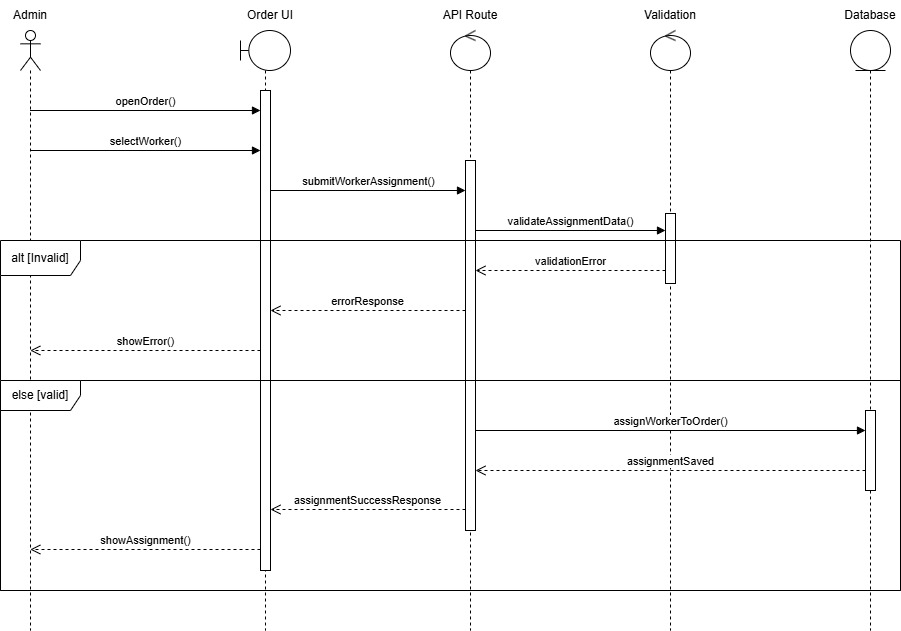 Admin
Order UI
API Route
Validation
Database
openOrder()
selectWorker()
submitWorkerAssignment()
validateAssignmentData()
alt [Invalid]
validationError
errorResponse
showError()
else [valid]
assignWorkerToOrder()
assignmentSaved
assignmentSuccessResponse
showAssignment()